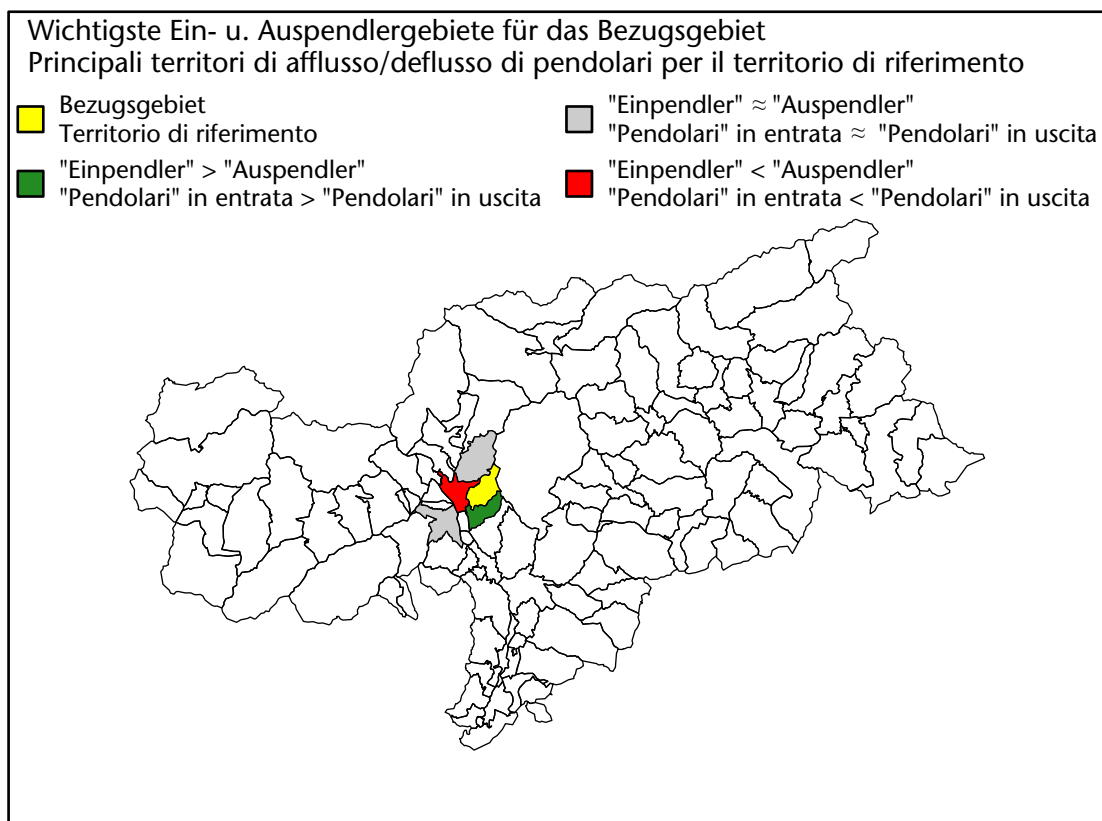 Wichtigste Ein- u. Auspendlergebiete für das Bezugsgebiet
Principali territori di afflusso/deflusso di pendolari per il territorio di riferimento
Bezugsgebiet
Territorio di riferimento
"Einpendler" > "Auspendler"
"Pendolari" in entrata > "Pendolari" in uscita
"Einpendler" ≈ "Auspendler"
"Pendolari" in entrata ≈ "Pendolari" in uscita
"Einpendler" < "Auspendler"
"Pendolari" in entrata < "Pendolari" in uscita